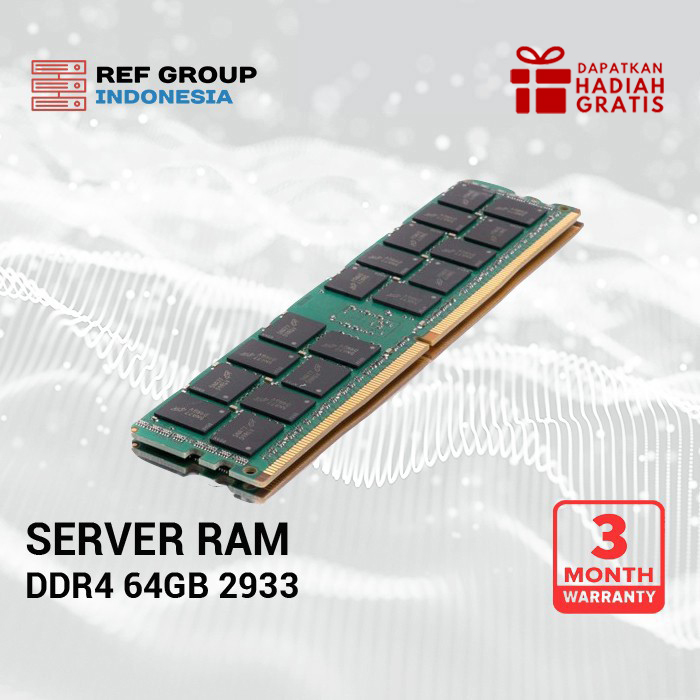 REF GROUP
INDONESIA
DAPATKAN
HADIAH
GRATIS
SERVER RAM
DDR4 64GB 2933
3
MONTH
WARRANTY